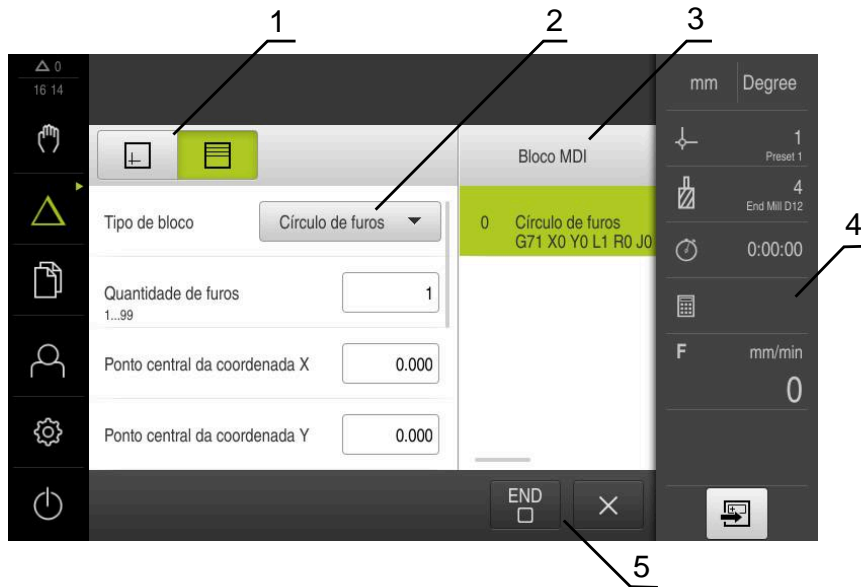 1
2
3
0
16 14
mm Degree
1
Preset 1
Bloco MDI
4
End Mill D12
4
Tipo de bloco Círculo de furos
0 Círculo de furos
G71 X0 Y0 L1 R0 J0
0:00:00
Quantidade de furos 1
1...99
Ponto central da coordenada X 0.000
F mm/min
0
Ponto central da coordenada Y 0.000
END
5